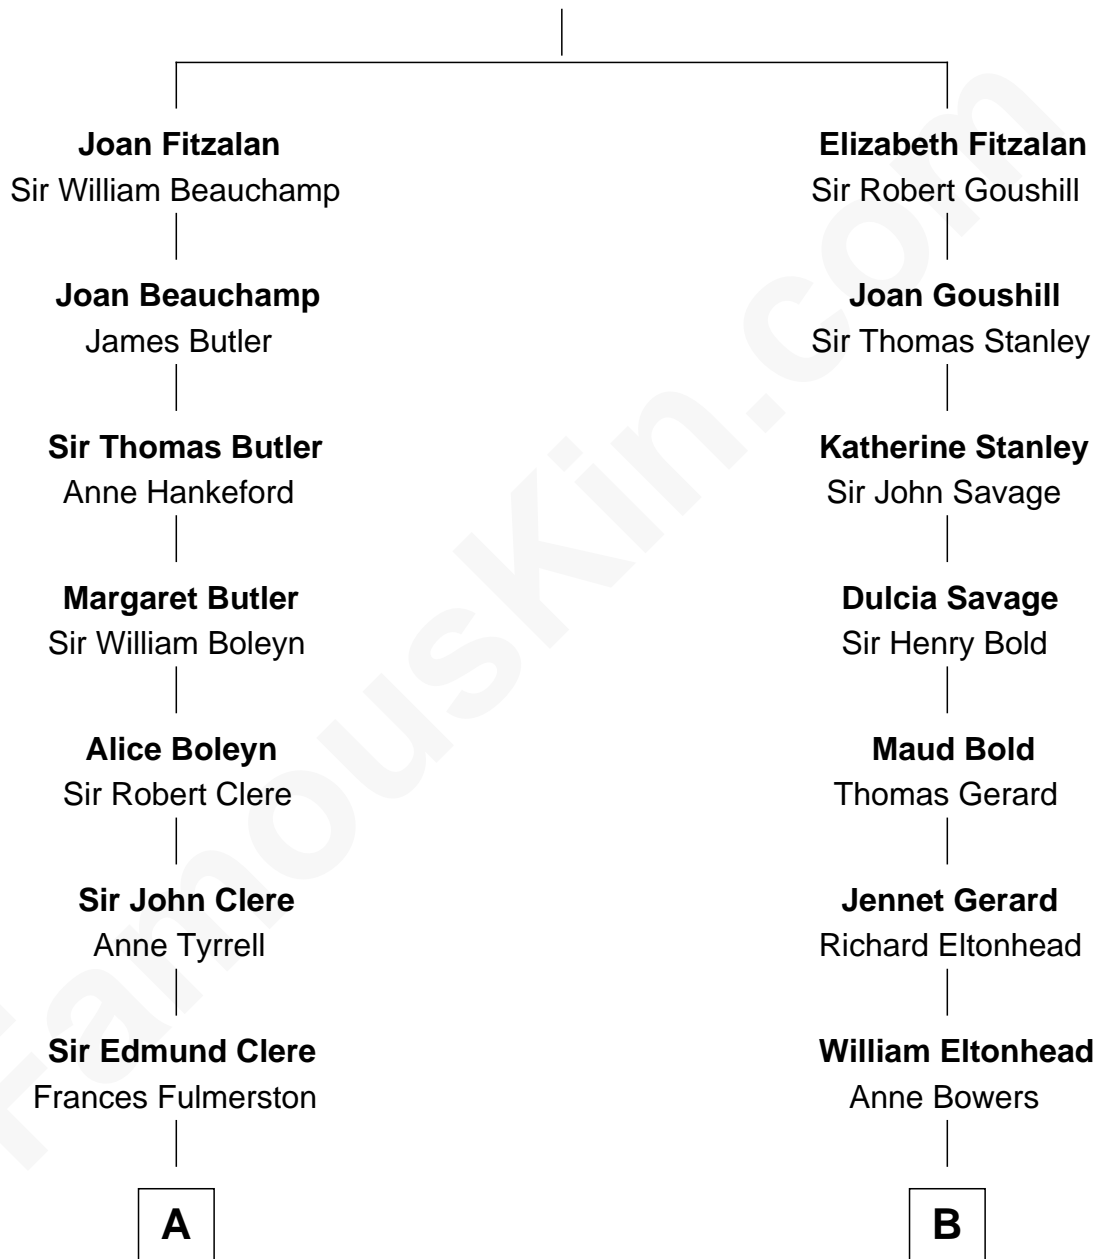 Joan Fitzalan
Sir William Beauchamp
Joan Beauchamp
James Butler
Sir Thomas Butler
Anne Hankeford
Margaret Butler
Sir William Boleyn
Alice Boleyn
Sir Robert Clere
Sir John Clere
Anne Tyrrell
Sir Edmund Clere
Frances Fulmerston
A
Elizabeth Fitzalan
Sir Robert Goushill
Joan Goushill
Sir Thomas Stanley
Katherine Stanley
Sir John Savage
Dulcia Savage
Sir Henry Bold
Maud Bold
Thomas Gerard
Jennet Gerard
Richard Eltonhead
William Eltonhead
Anne Bowers
B
FamousKin.com